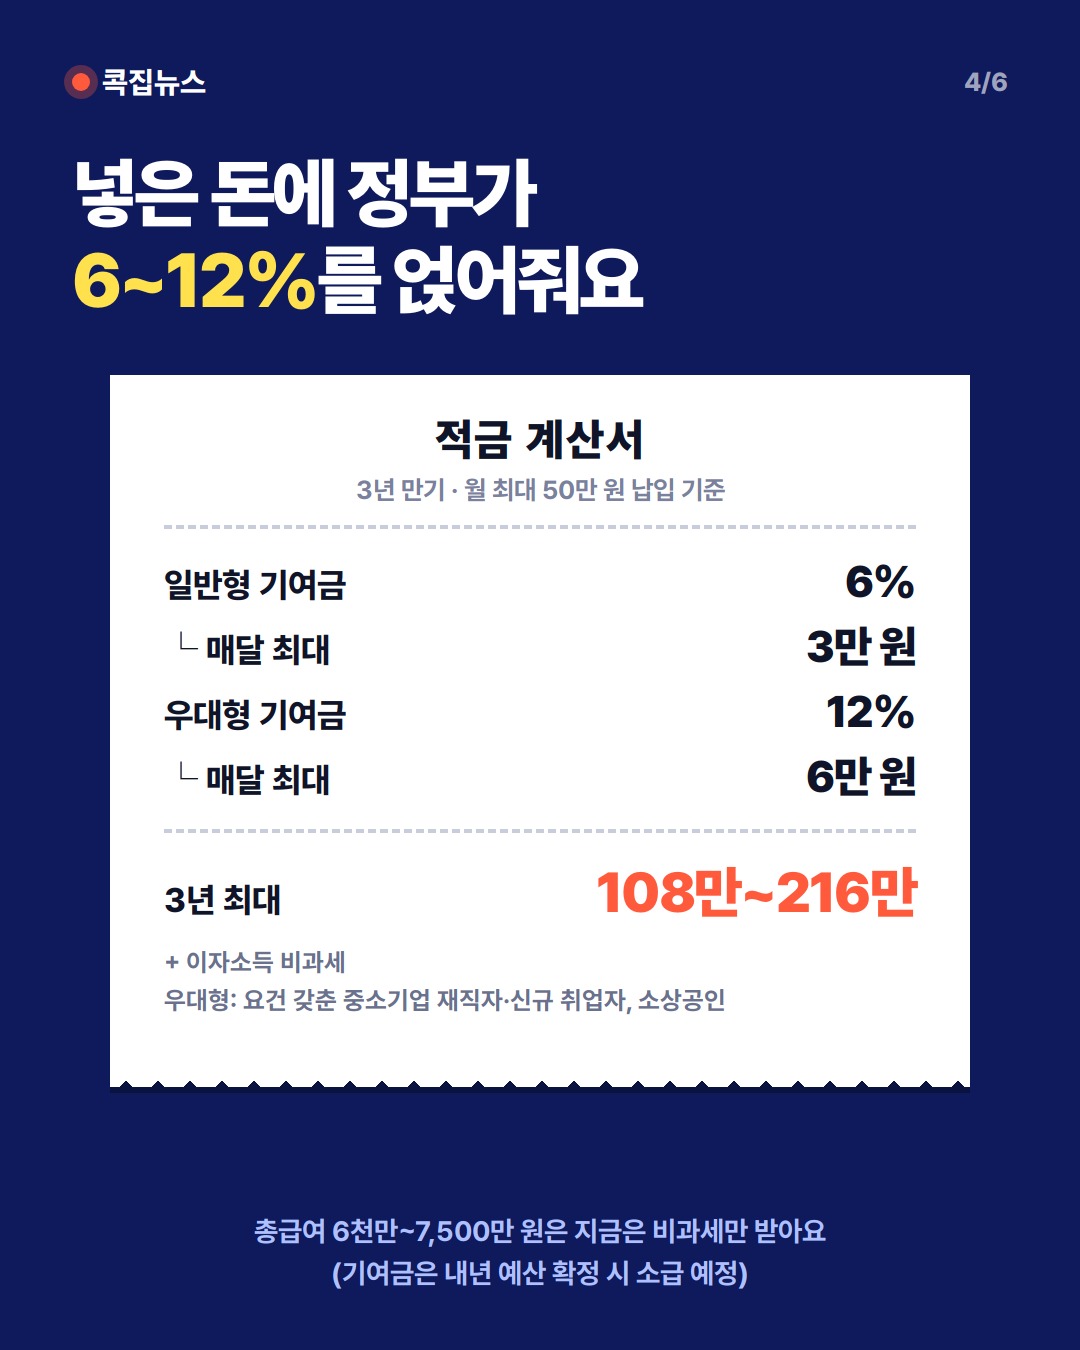 콕집뉴스
4/6
넣은 돈에 정부가
6~12%를 얹어줘요
적금 계산서
3년 만기 · 월 최대 50만 원 납입 기준
일반형 기여금 6%
└ 매달 최대 3만 원
우대형 기여금 12%
└ 매달 최대 6만 원
3년 최대 108만~216만
+ 이자소득 비과세
우대형: 요건 갖춘 중소기업 재직자·신규 취업자, 소상공인
총급여 6천만~7,500만 원은 지금은 비과세만 받아요
(기여금은 내년 예산 확정 시 소급 예정)